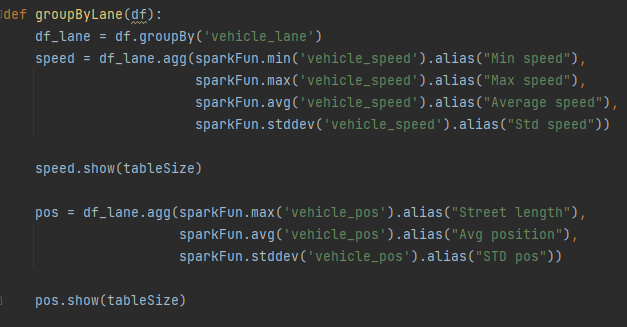 def groupByLane(df):
    df_lane = df.groupBy('vehicle_lane')
    speed = df_lane.agg(sparkFun.min('vehicle_speed').alias("Min speed"),
                        sparkFun.max('vehicle_speed').alias("Max speed"),
                        sparkFun.avg('vehicle_speed').alias("Average speed"),
                        sparkFun.stddev('vehicle_speed').alias("Std speed"))
    speed.show(tableSize)
    pos = df_lane.agg(sparkFun.max('vehicle_pos').alias("Street length"),
                      sparkFun.avg('vehicle_pos').alias("Avg position"),
                      sparkFun.stddev('vehicle_pos').alias("STD pos"))
    pos.show(tableSize)